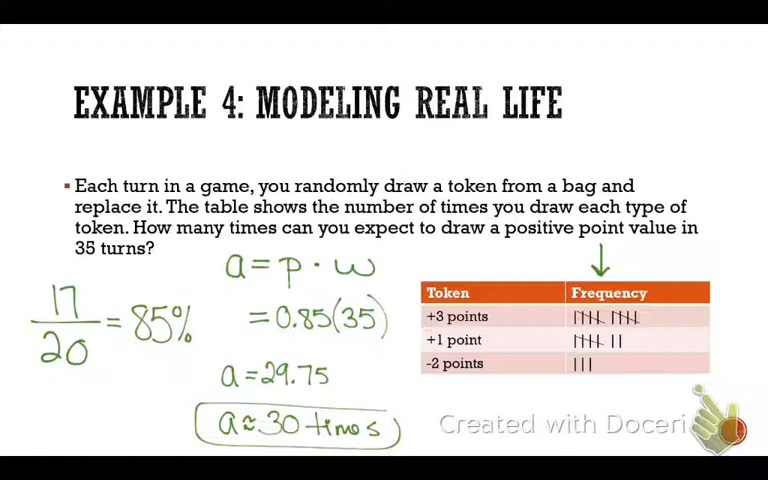 EXAMPLE 4: MODELING REAL LIFE
▪ Each turn in a game, you randomly draw a token from a bag and
replace it. The table shows the number of times you draw each type of
token. How many times can you expect to draw a positive point value in
35 turns?
a = p · w
17/20 = 85%
= 0.85(35)
a = 29.75
a ≈ 30 times
Token Frequency
+3 points
+1 point
-2 points
Created with Doceri